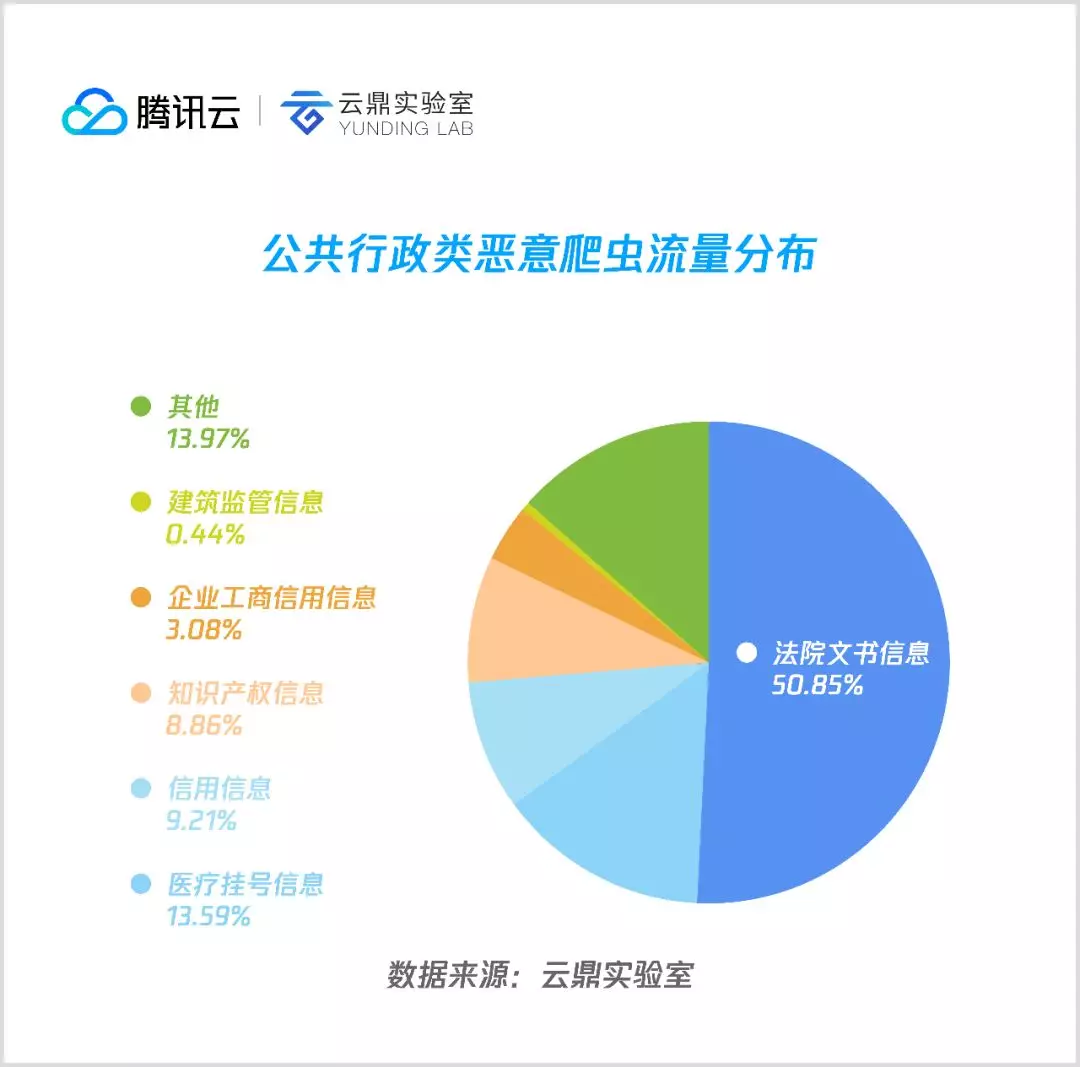 腾讯云
云鼎实验室
YUNDING LAB
公共行政类恶意爬虫流量分布
其他
13.97%
建筑监管信息
0.44%
企业工商信用信息
3.08%
知识产权信息
8.86%
信用信息
9.21%
医疗挂号信息
13.59%
法院文书信息
50.85%
数据来源：云鼎实验室